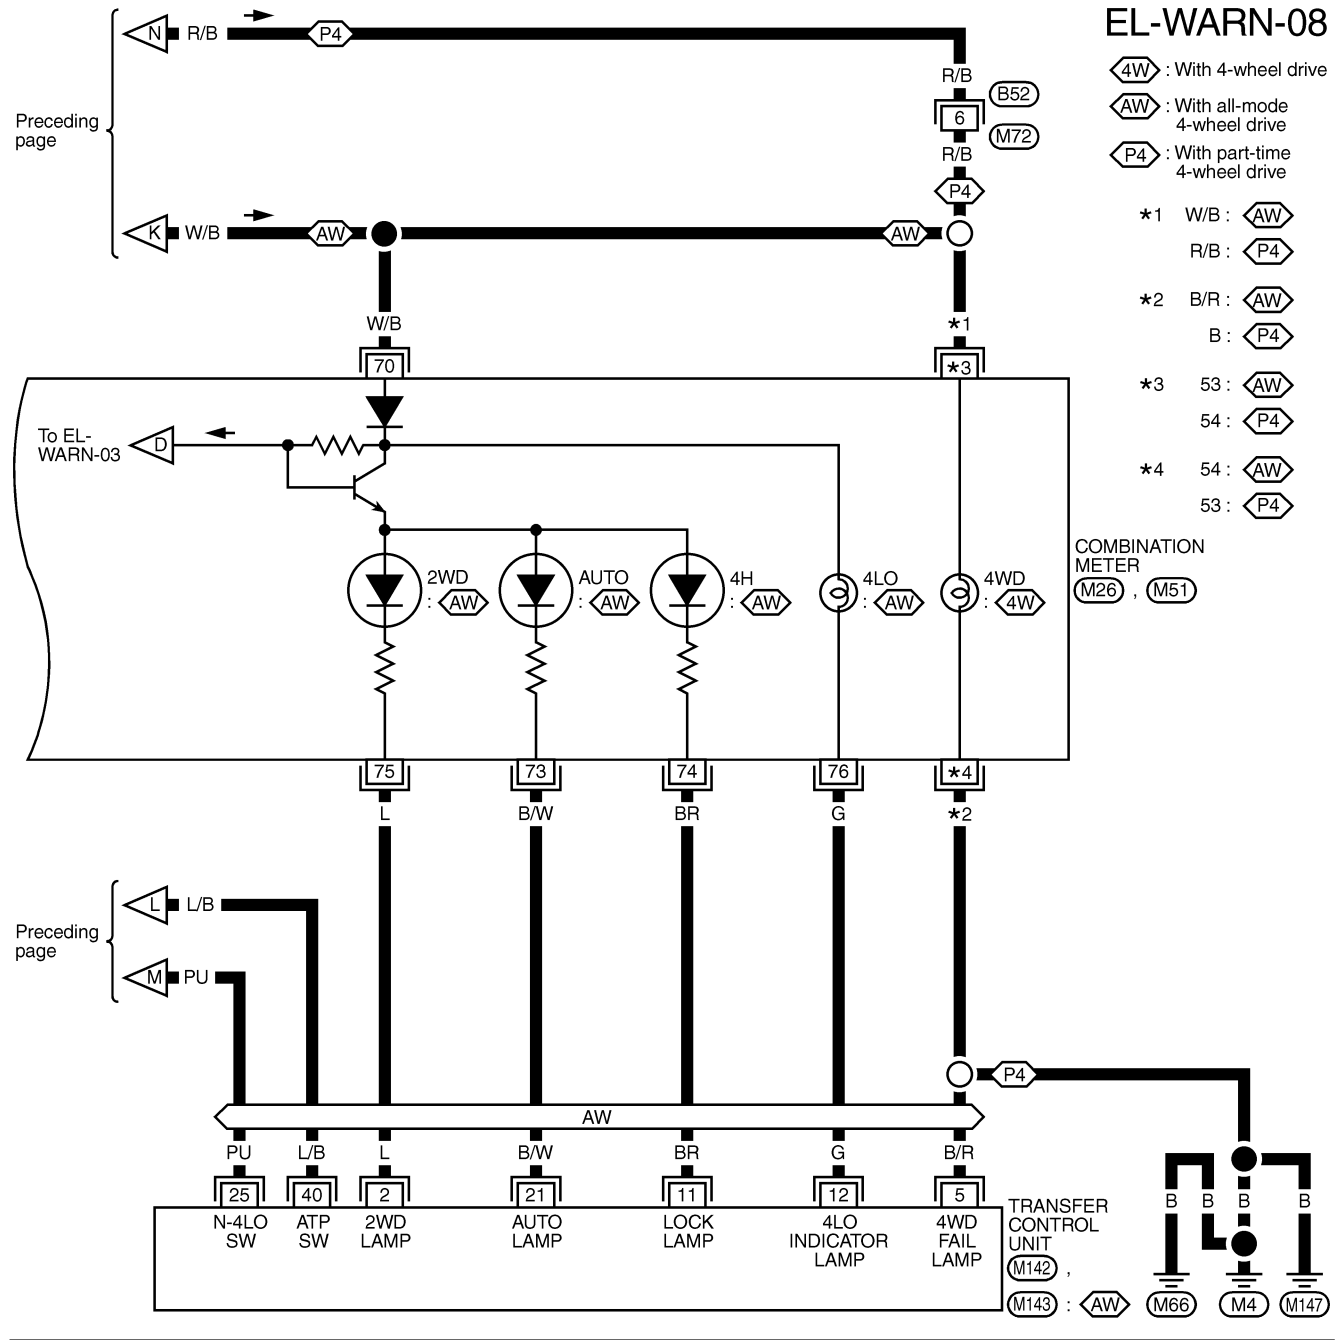 EL-WARN-08
N R/B P4
R/B
B52
6
M72
R/B
P4
Preceding
page
K W/B AW AW
4W : With 4-wheel drive
AW : With all-mode
4-wheel drive
P4 : With part-time
4-wheel drive
*1 W/B : AW
R/B : P4
*2 B/R : AW
B : P4
*3 53 : AW
54 : P4
*4 54 : AW
53 : P4
W/B *1
70 *3
To EL-
WARN-03
D
2WD
: AW
AUTO
: AW
4H
: AW
4LO
: AW
4WD
: 4W
COMBINATION
METER
M26 , M51
75 73 74 76 *4
L B/W BR G *2
Preceding
page
L L/B
M PU
P4
AW
PU L/B L B/W BR G B/R
25 40 2 21 11 12 5
N-4LO
SW
ATP
SW
2WD
LAMP
AUTO
LAMP
LOCK
LAMP
4LO
INDICATOR
LAMP
4WD
FAIL
LAMP
TRANSFER
CONTROL
UNIT
M142 ,
M143 : AW
B B B B
M66 M4 M147